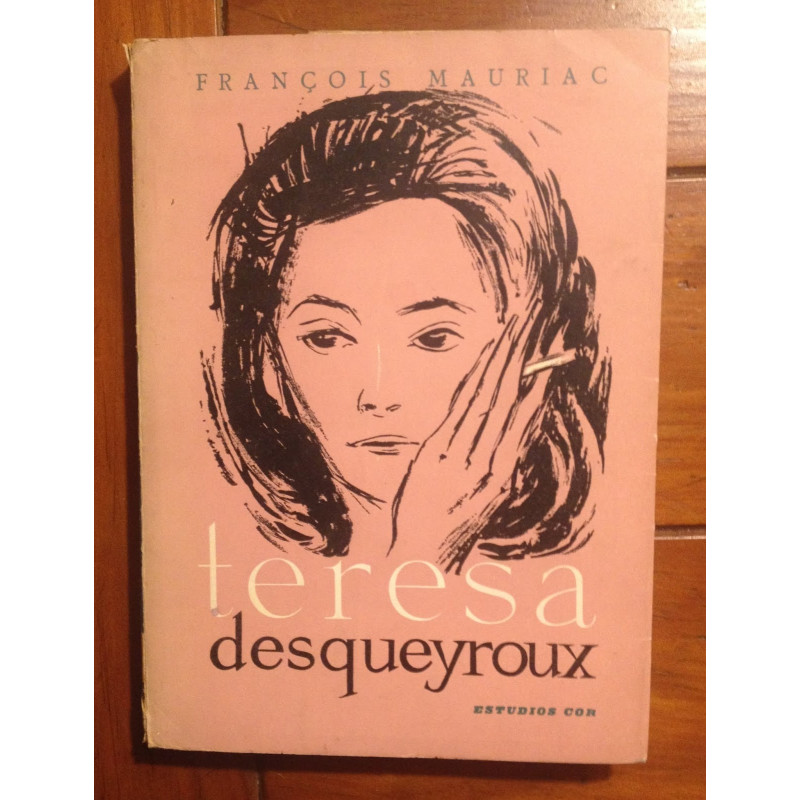 FRANÇOIS MAURIAC
teresa
desqueyroux
ESTUDIOS COR